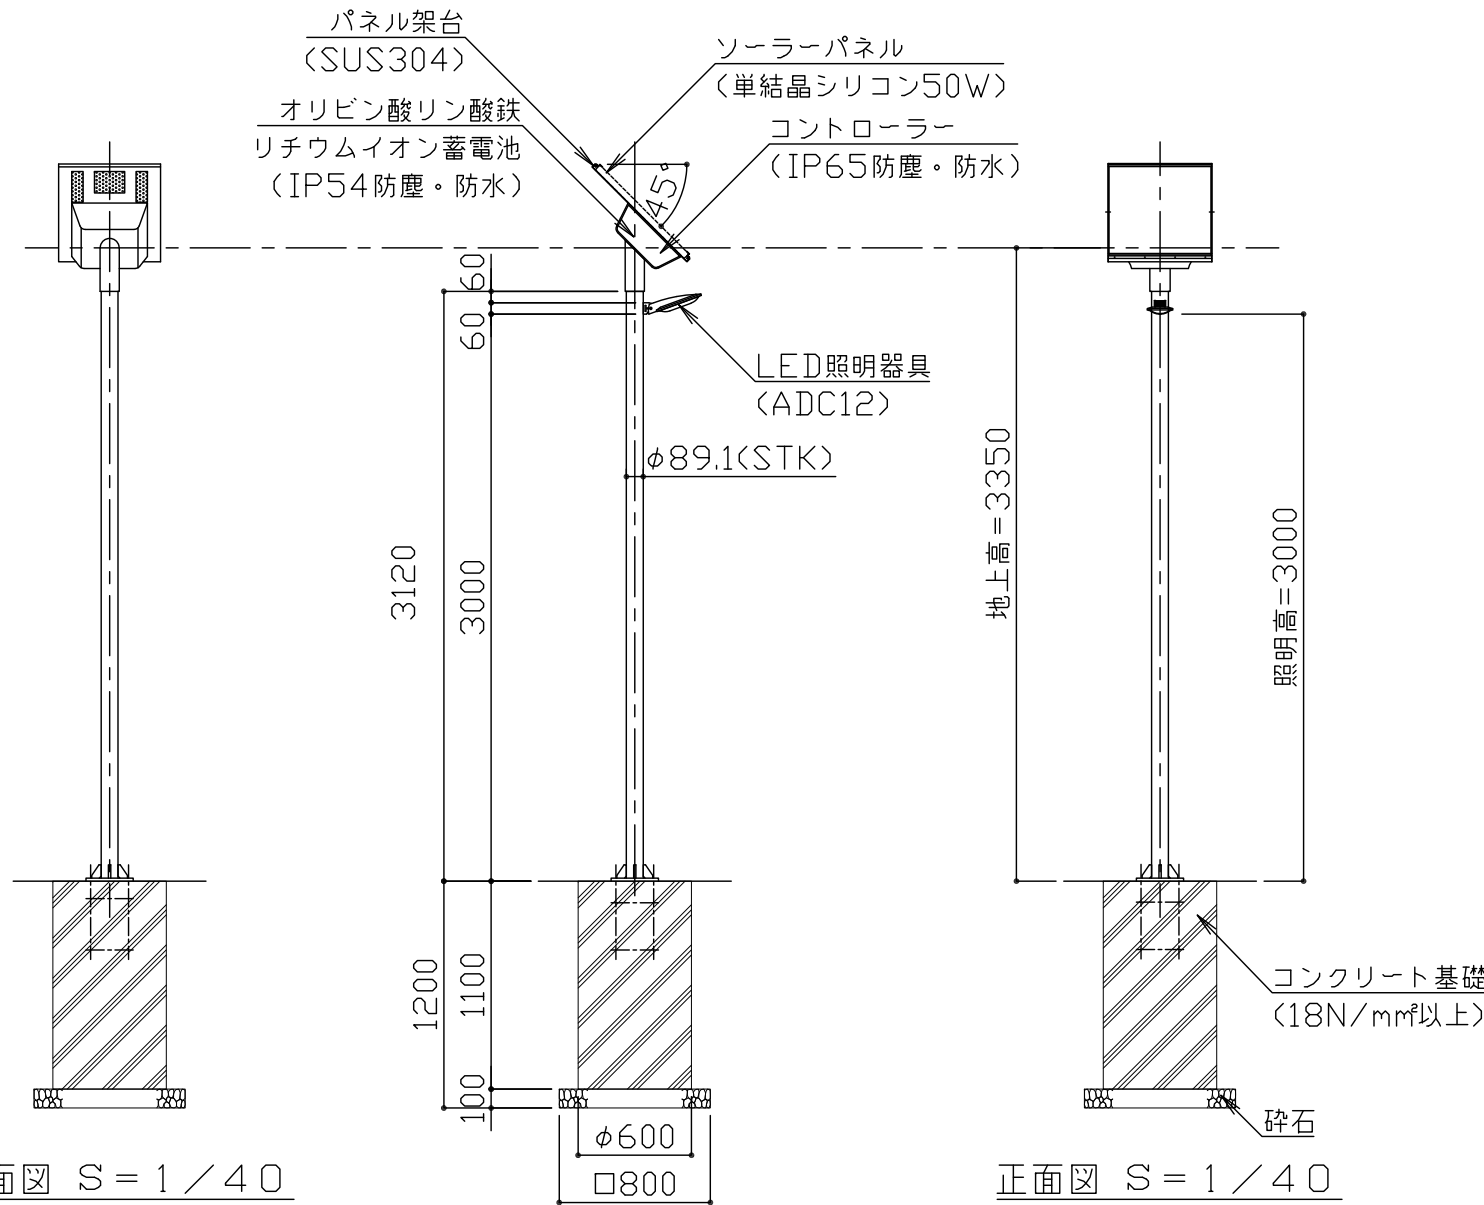 パネル架台
(SUS304)
ソーラーパネル
(単結晶シリコン50W)
オリビン酸リン酸鉄
リチウムイオン蓄電池
(IP54防塵・防水)
コントローラー
(IP65防塵・防水)
45°
60
60
LED照明器具
(ADC12)
φ89.1(STK)
3120
3000
地上高=3350
照明高=3000
1200
1100
100
コンクリート基礎
(18N/mm²以上)
砕石
φ600
□800
面図 S=1/40
正面図 S=1/40